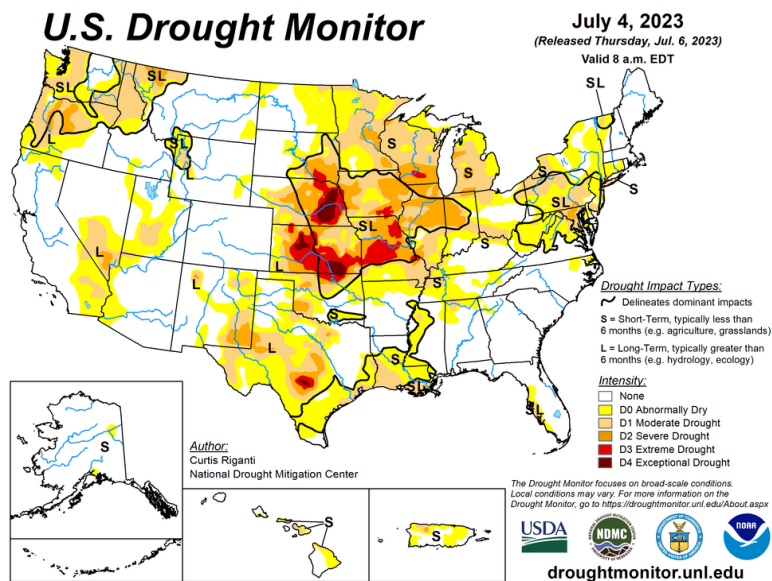 U.S. Drought Monitor
July 4, 2023
(Released Thursday, Jul. 6, 2023)
Valid 8 a.m. EDT
SL
SL
SL
SL
L
SL
L
S
S
S
S
SL
S
SL
S
S
L
L
L
S
L
S
S
SL
SL
Drought Impact Types:
Delineates dominant impacts
S = Short-Term, typically less than
6 months (e.g. agriculture, grasslands)
L = Long-Term, typically greater than
6 months (e.g. hydrology, ecology)
Intensity:
None
D0 Abnormally Dry
D1 Moderate Drought
D2 Severe Drought
D3 Extreme Drought
D4 Exceptional Drought
S
Author:
Curtis Riganti
National Drought Mitigation Center
S
S
The Drought Monitor focuses on broad-scale conditions.
Local conditions may vary. For more information on the
Drought Monitor, go to https://droughtmonitor.unl.edu/About.aspx
USDA
NDMC
NOAA
droughtmonitor.unl.edu